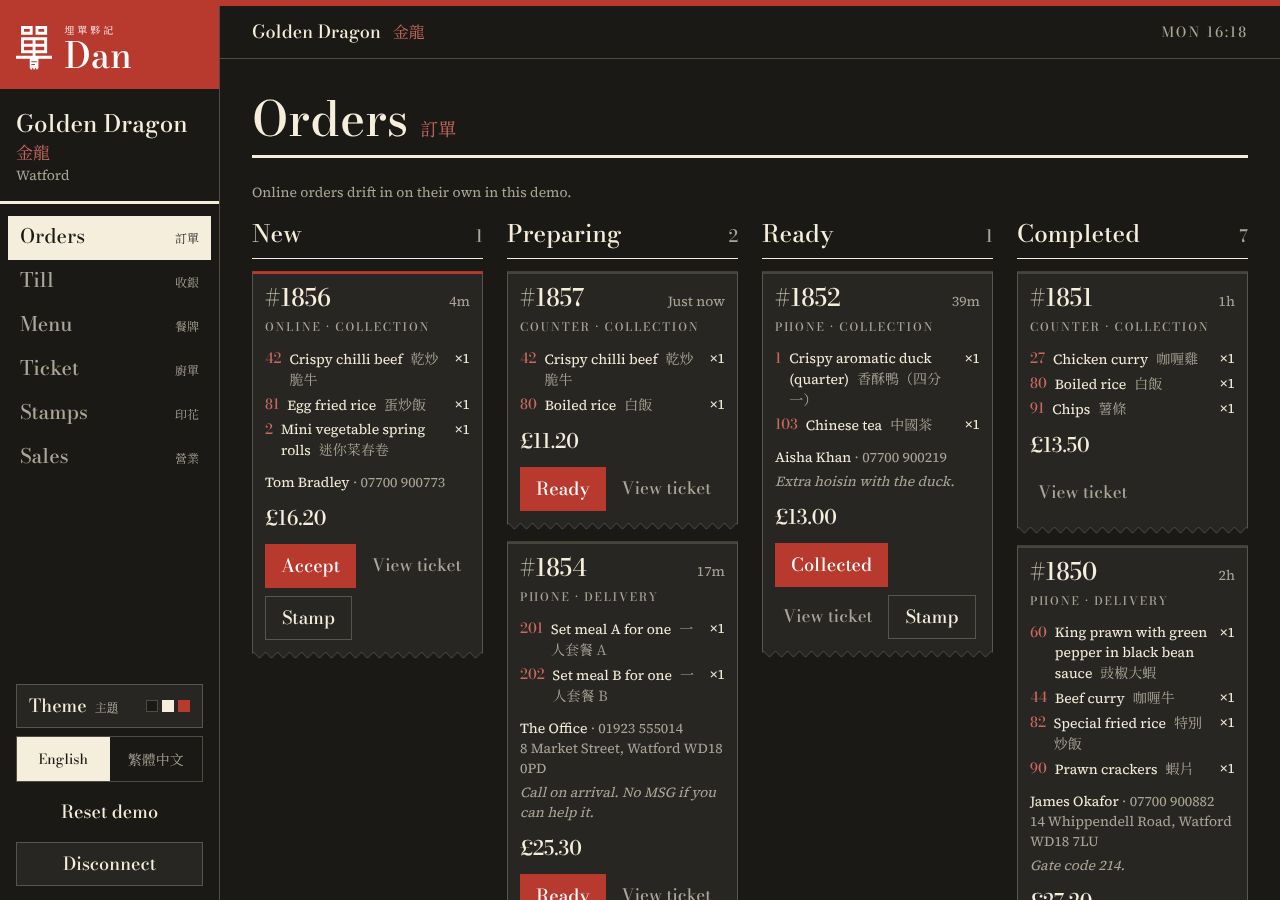 單
埋單夥記
Dan
Golden Dragon
金龍
Watford
Orders 訂單
Till 收銀
Menu 餐牌
Ticket 廚單
Stamps 印花
Sales 營業
Theme 主題
English 繁體中文
Reset demo
Disconnect
Golden Dragon 金龍
MON 16:18
Orders 訂單
Online orders drift in on their own in this demo.
New 1
#1856 4m
ONLINE · COLLECTION
42 Crispy chilli beef 乾炒 ×1
脆牛
81 Egg fried rice 蛋炒飯 ×1
2 Mini vegetable spring ×1
rolls 迷你菜春卷
Tom Bradley · 07700 900773
£16.20
Accept View ticket
Stamp
Preparing 2
#1857 Just now
COUNTER · COLLECTION
42 Crispy chilli beef 乾炒 ×1
脆牛
80 Boiled rice 白飯 ×1
£11.20
Ready View ticket
#1854 17m
PHONE · DELIVERY
201 Set meal A for one 一 ×1
人套餐 A
202 Set meal B for one 一 ×1
人套餐 B
The Office · 01923 555014
8 Market Street, Watford WD18
0PD
Call on arrival. No MSG if you
can help it.
£25.30
Ready View ticket
Ready 1
#1852 39m
PHONE · COLLECTION
1 Crispy aromatic duck ×1
(quarter) 香酥鴨（四分
一）
103 Chinese tea 中國茶 ×1
Aisha Khan · 07700 900219
Extra hoisin with the duck.
£13.00
Collected
View ticket Stamp
Completed 7
#1851 1h
COUNTER · COLLECTION
27 Chicken curry 咖喱雞 ×1
80 Boiled rice 白飯 ×1
91 Chips 薯條 ×1
£13.50
View ticket
#1850 2h
PHONE · DELIVERY
60 King prawn with green ×1
pepper in black bean
sauce 豉椒大蝦
44 Beef curry 咖喱牛 ×1
82 Special fried rice 特別 ×1
炒飯
90 Prawn crackers 蝦片 ×1
James Okafor · 07700 900882
14 Whippendell Road, Watford
WD18 7LU
Gate code 214.
£27.20